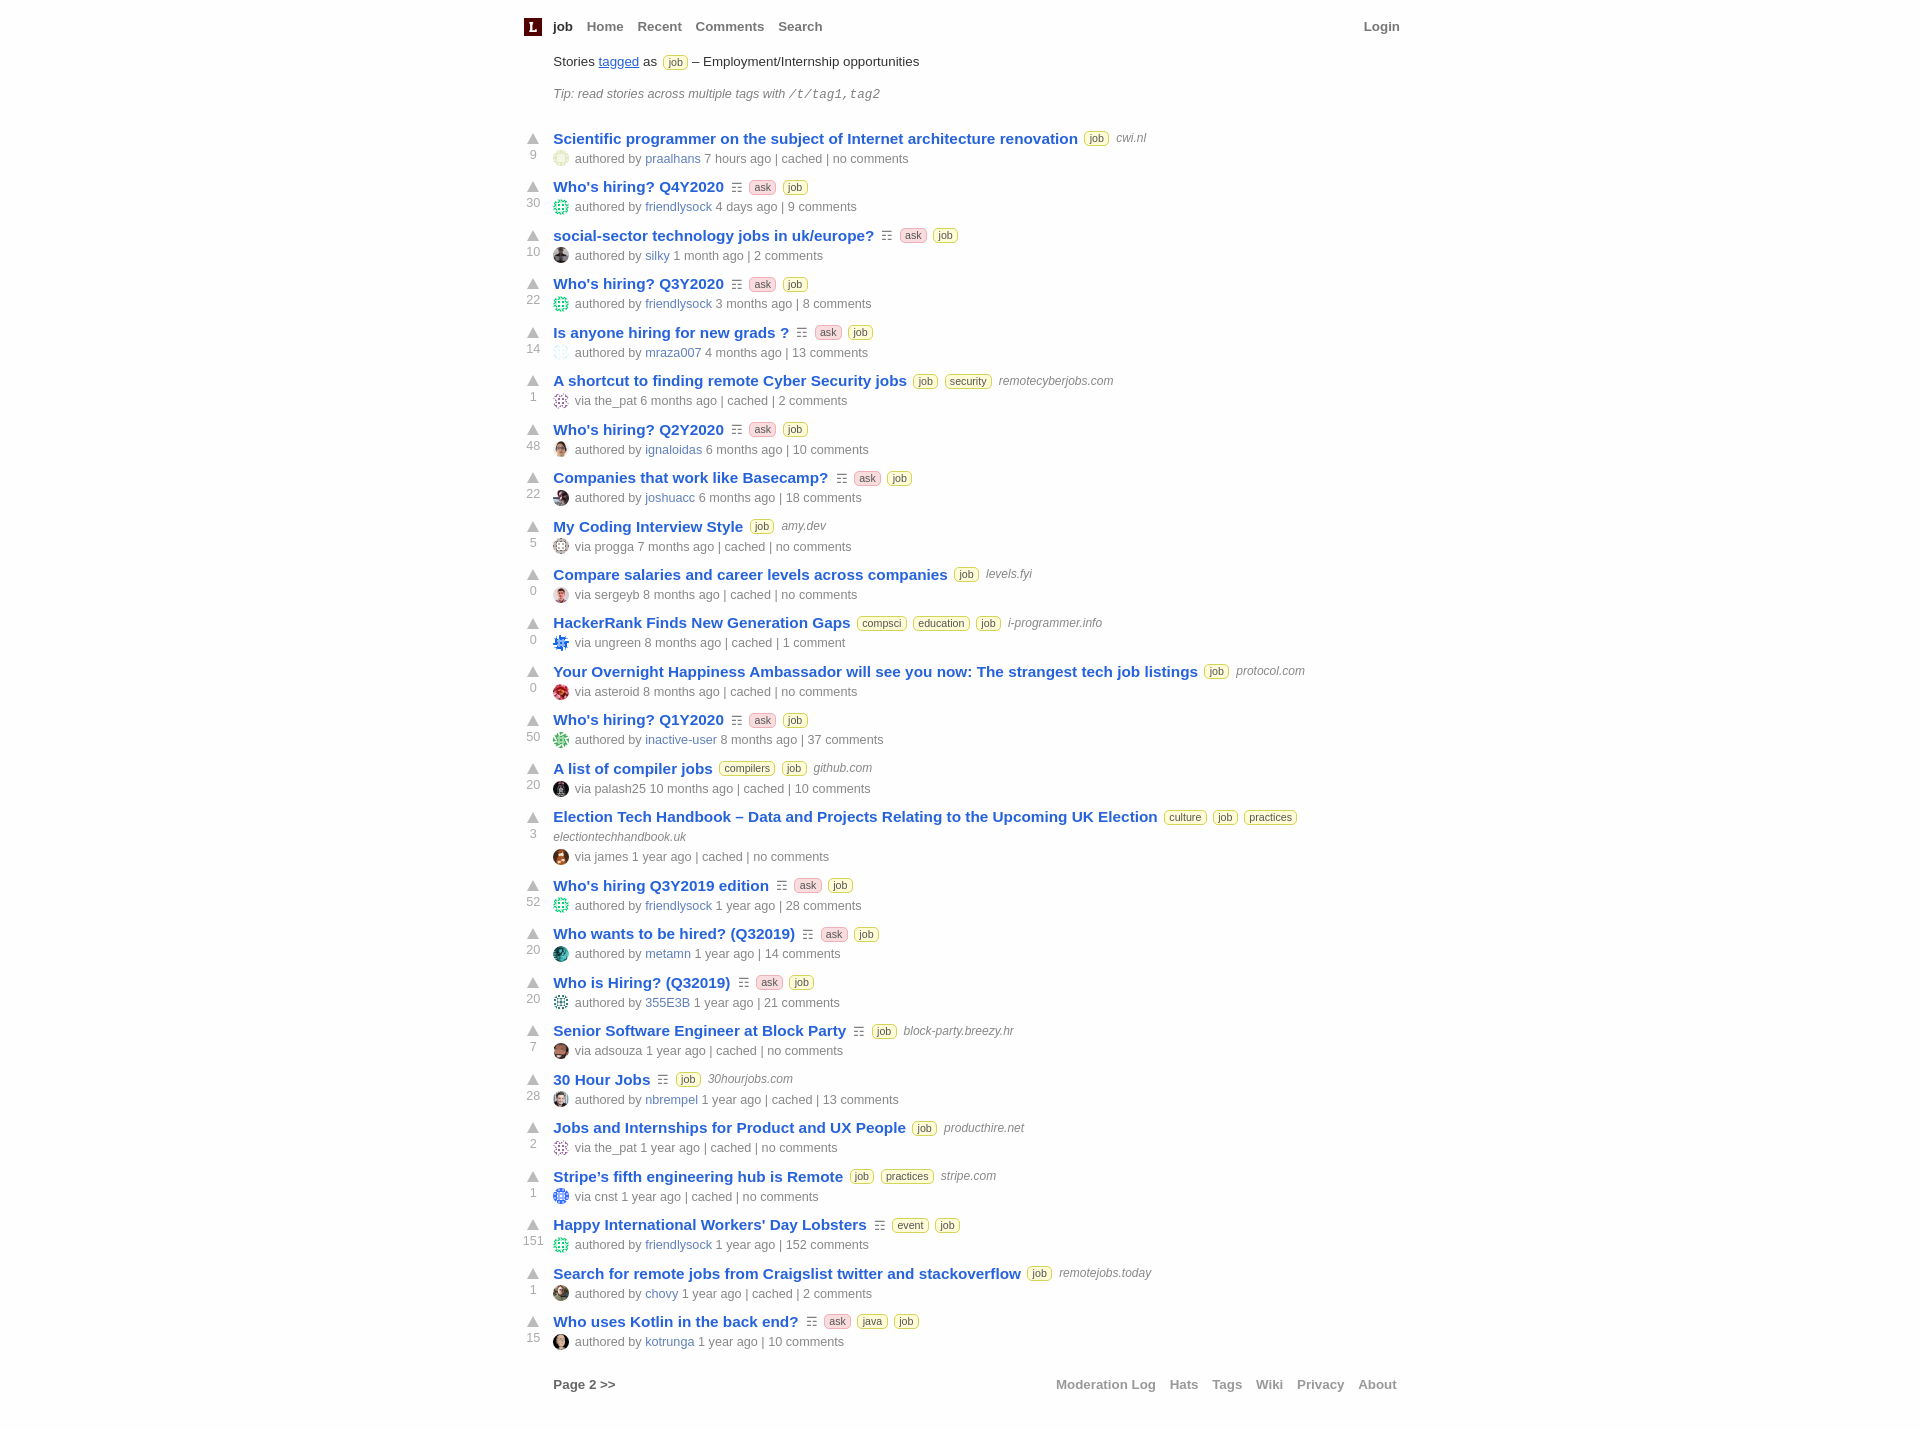 L job Home Recent Comments Search Login
Stories tagged as job – Employment/Internship opportunities
Tip: read stories across multiple tags with /t/tag1,tag2
Scientific programmer on the subject of Internet architecture renovation job cwi.nl
9 authored by praalhans 7 hours ago | cached | no comments
Who's hiring? Q4Y2020 ☶ ask job
30 authored by friendlysock 4 days ago | 9 comments
social-sector technology jobs in uk/europe? ☶ ask job
10 authored by silky 1 month ago | 2 comments
Who's hiring? Q3Y2020 ☶ ask job
22 authored by friendlysock 3 months ago | 8 comments
Is anyone hiring for new grads ? ☶ ask job
14 authored by mraza007 4 months ago | 13 comments
A shortcut to finding remote Cyber Security jobs job security remotecyberjobs.com
1 via the_pat 6 months ago | cached | 2 comments
Who's hiring? Q2Y2020 ☶ ask job
48 authored by ignaloidas 6 months ago | 10 comments
Companies that work like Basecamp? ☶ ask job
22 authored by joshuacc 6 months ago | 18 comments
My Coding Interview Style job amy.dev
5 via progga 7 months ago | cached | no comments
Compare salaries and career levels across companies job levels.fyi
0 via sergeyb 8 months ago | cached | no comments
HackerRank Finds New Generation Gaps compsci education job i-programmer.info
0 via ungreen 8 months ago | cached | 1 comment
Your Overnight Happiness Ambassador will see you now: The strangest tech job listings job protocol.com
0 via asteroid 8 months ago | cached | no comments
Who's hiring? Q1Y2020 ☶ ask job
50 authored by inactive-user 8 months ago | 37 comments
A list of compiler jobs compilers job github.com
20 via palash25 10 months ago | cached | 10 comments
Election Tech Handbook – Data and Projects Relating to the Upcoming UK Election culture job practices
3 electiontechhandbook.uk
via james 1 year ago | cached | no comments
Who's hiring Q3Y2019 edition ☶ ask job
52 authored by friendlysock 1 year ago | 28 comments
Who wants to be hired? (Q32019) ☶ ask job
20 authored by metamn 1 year ago | 14 comments
Who is Hiring? (Q32019) ☶ ask job
20 authored by 355E3B 1 year ago | 21 comments
Senior Software Engineer at Block Party ☶ job block-party.breezy.hr
7 via adsouza 1 year ago | cached | no comments
30 Hour Jobs ☶ job 30hourjobs.com
28 authored by nbrempel 1 year ago | cached | 13 comments
Jobs and Internships for Product and UX People job producthire.net
2 via the_pat 1 year ago | cached | no comments
Stripe’s fifth engineering hub is Remote job practices stripe.com
1 via cnst 1 year ago | cached | no comments
Happy International Workers' Day Lobsters ☶ event job
151 authored by friendlysock 1 year ago | 152 comments
Search for remote jobs from Craigslist twitter and stackoverflow job remotejobs.today
1 authored by chovy 1 year ago | cached | 2 comments
Who uses Kotlin in the back end? ☶ ask java job
15 authored by kotrunga 1 year ago | 10 comments
Page 2 >> Moderation Log Hats Tags Wiki Privacy About